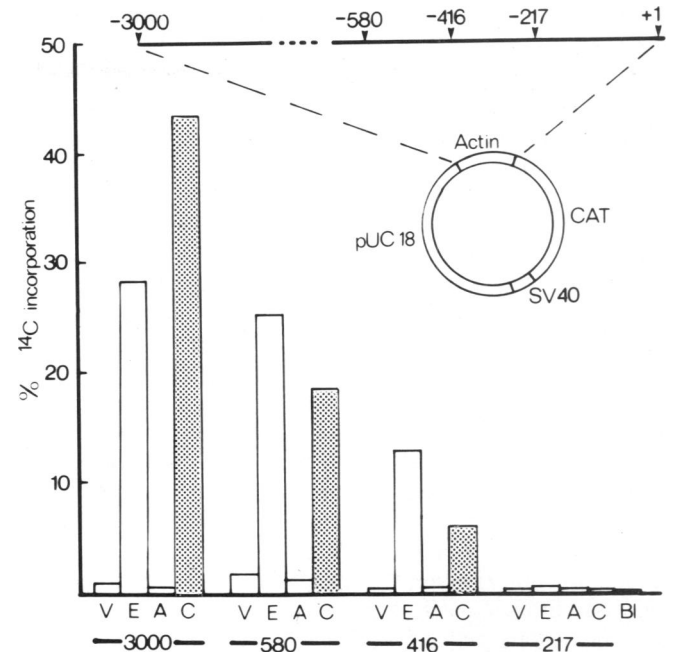 -3000 -580 -416 -217 +1
50
40
30
20
10
% ¹⁴C incorporation
Actin
CAT
pUC 18
SV40
V E A C V E A C V E A C V E A C Bl
3000 580 416 217